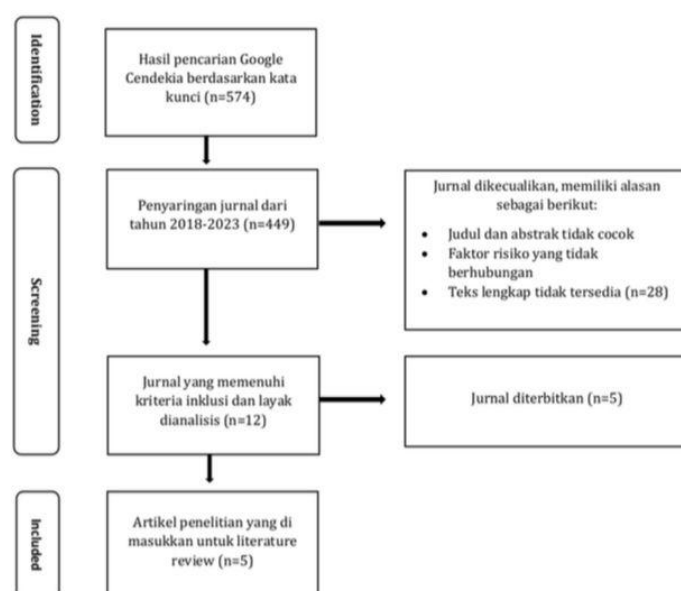 Identification
Hasil pencarian Google
Cendekia berdasarkan kata
kunci (n=574)
Screening
Penyaringan jurnal dari
tahun 2018-2023 (n=449)
Jurnal dikecualikan, memiliki alasan
sebagai berikut:
• Judul dan abstrak tidak cocok
• Faktor risiko yang tidak
berhubungan
• Teks lengkap tidak tersedia (n=28)
Jurnal yang memenuhi
kriteria inklusi dan layak
dianalisis (n=12)
Jurnal diterbitkan (n=5)
Included
Artikel penelitian yang di
masukkan untuk literature
review (n=5)